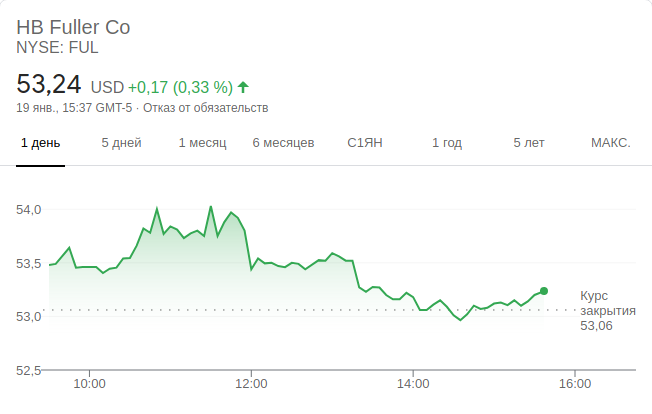 HB Fuller Co
NYSE: FUL
53,24 USD +0,17 (0,33 %)
19 янв., 15:37 GMT-5 · Отказ от обязательств
1 день 5 дней 1 месяц 6 месяцев С1ЯН 1 год 5 лет МАКС.
54,0
53,5
53,0
52,5
Курс
закрытия
53,06
10:00 12:00 14:00 16:00